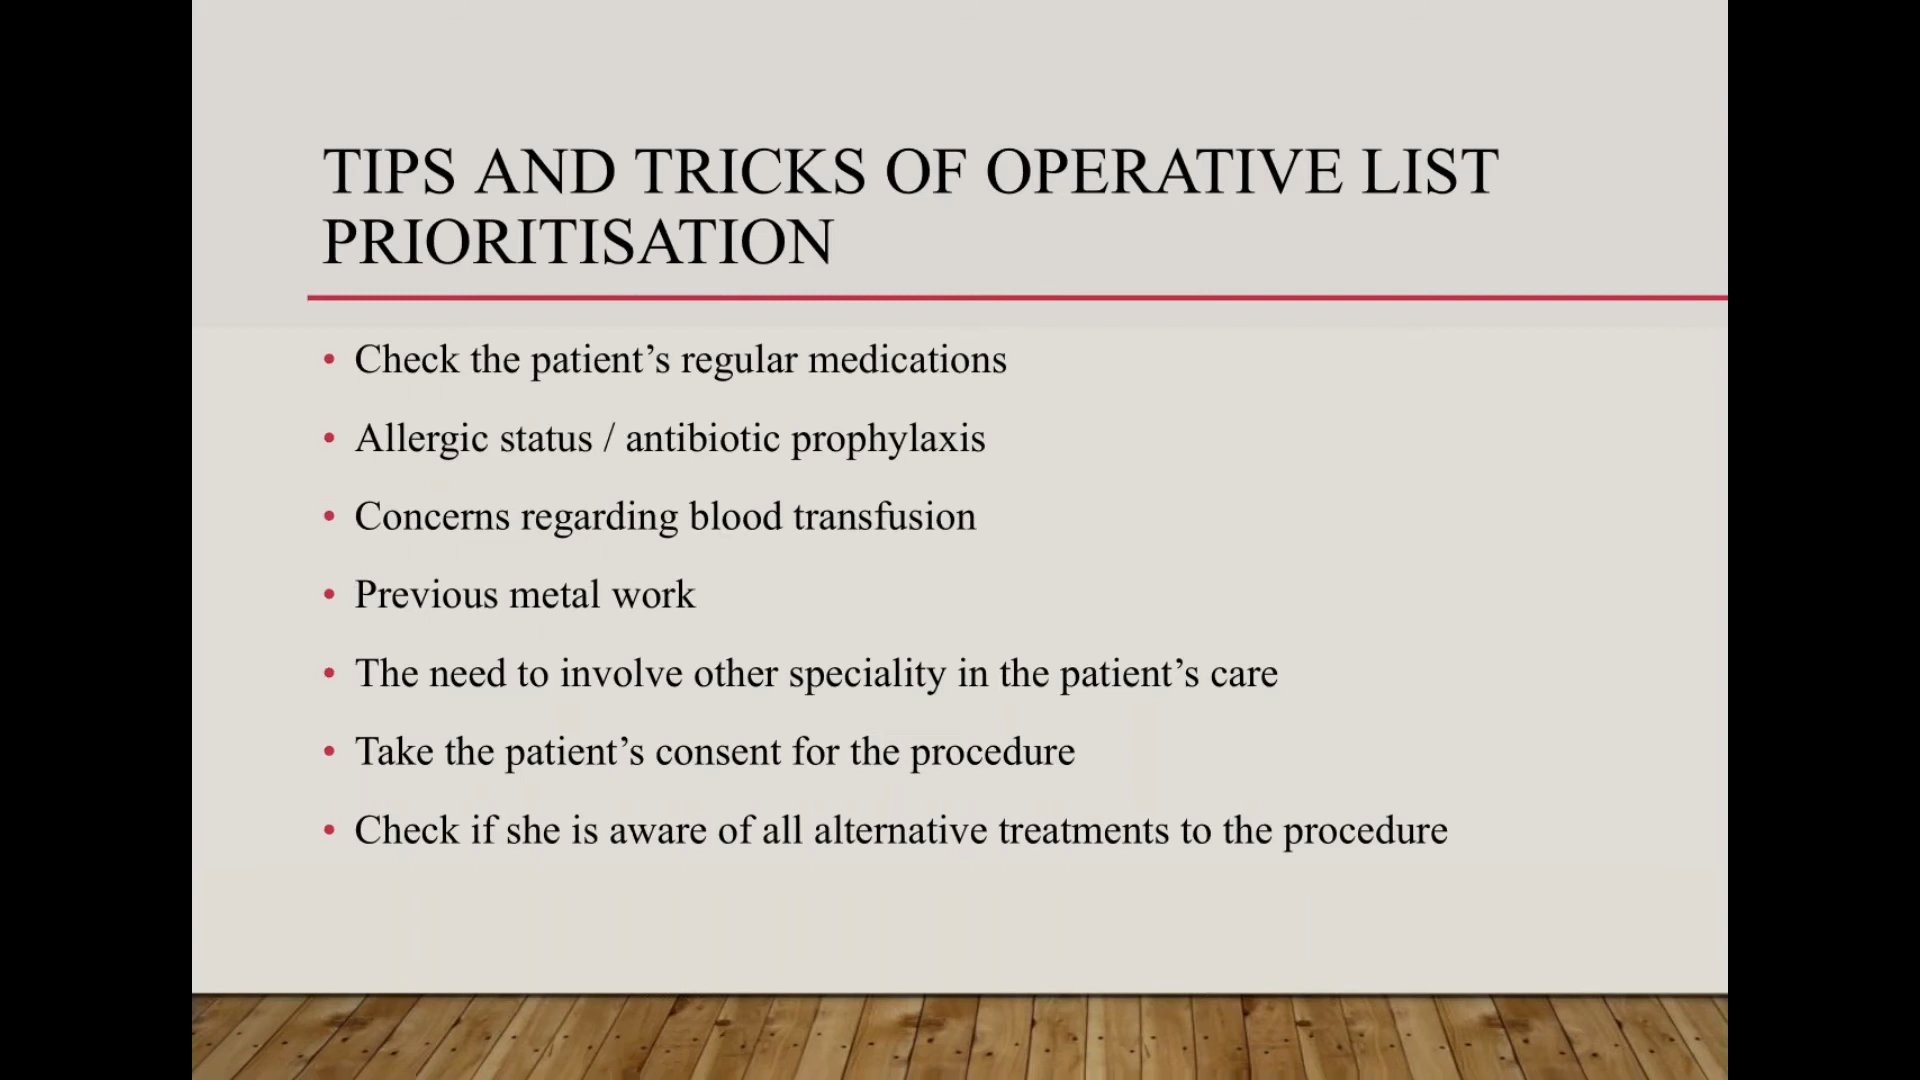 TIPS AND TRICKS OF OPERATIVE LIST
PRIORITISATION
• Check the patient’s regular medications
• Allergic status / antibiotic prophylaxis
• Concerns regarding blood transfusion
• Previous metal work
• The need to involve other speciality in the patient’s care
• Take the patient’s consent for the procedure
• Check if she is aware of all alternative treatments to the procedure